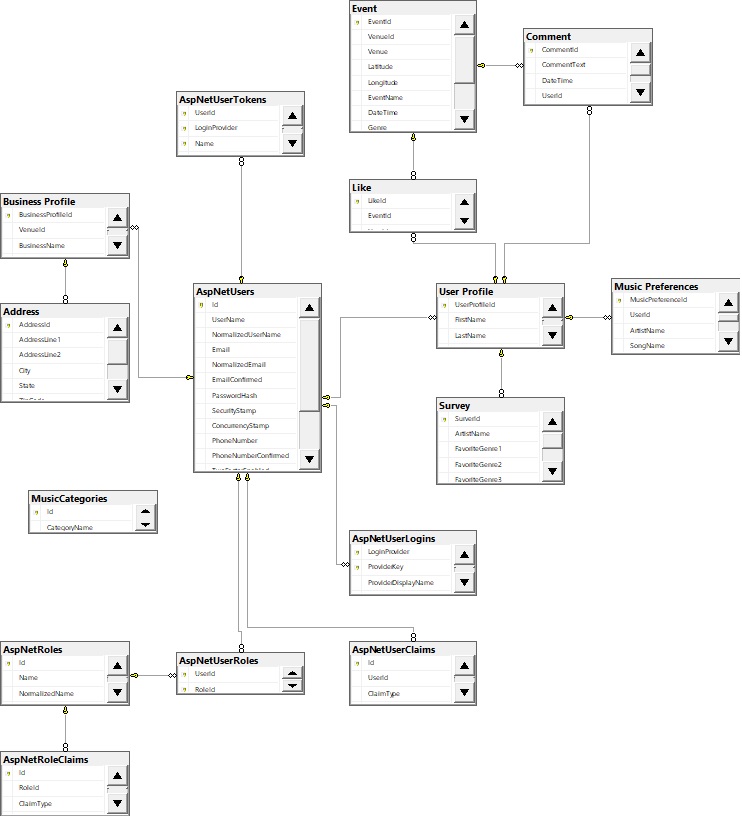 Event
EventId
VenueId
Venue
Latitude
Longitude
EventName
DateTime
Genre
Comment
CommentId
CommentText
DateTime
UserId
AspNetUserTokens
UserId
LoginProvider
Name
Like
LikeId
EventId
Business Profile
BusinessProfileId
VenueId
BusinessName
Address
AddressId
AddressLine1
AddressLine2
City
State
AspNetUsers
Id
UserName
NormalizedUserName
Email
NormalizedEmail
EmailConfirmed
PasswordHash
SecurityStamp
ConcurrencyStamp
PhoneNumber
PhoneNumberConfirmed
TwoFactorEnabled
User Profile
UserProfileId
FirstName
LastName
Music Preferences
MusicPreferenceId
UserId
ArtistName
SongName
Survey
SurverId
ArtistName
FavoriteGenre1
FavoriteGenre2
FavoriteGenre3
MusicCategories
Id
CategoryName
AspNetUserLogins
LoginProvider
ProviderKey
ProviderDisplayName
AspNetRoles
Id
Name
NormalizedName
AspNetUserRoles
UserId
RoleId
AspNetUserClaims
Id
UserId
ClaimType
AspNetRoleClaims
Id
RoleId
ClaimType